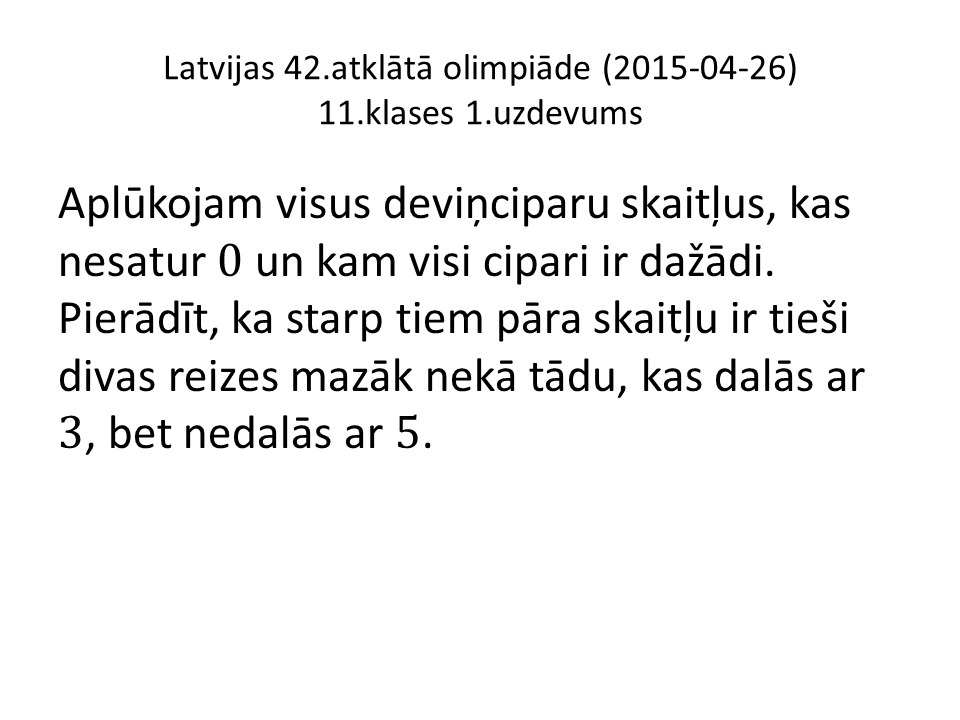 Latvijas 42.atklātā olimpiāde (2015-04-26)
11.klases 1.uzdevums
Aplūkojam visus deviņciparu skaitļus, kas
nesatur 0 un kam visi cipari ir dažādi.
Pierādīt, ka starp tiem pāra skaitļu ir tieši
divas reizes mazāk nekā tādu, kas dalās ar
3, bet nedalās ar 5.